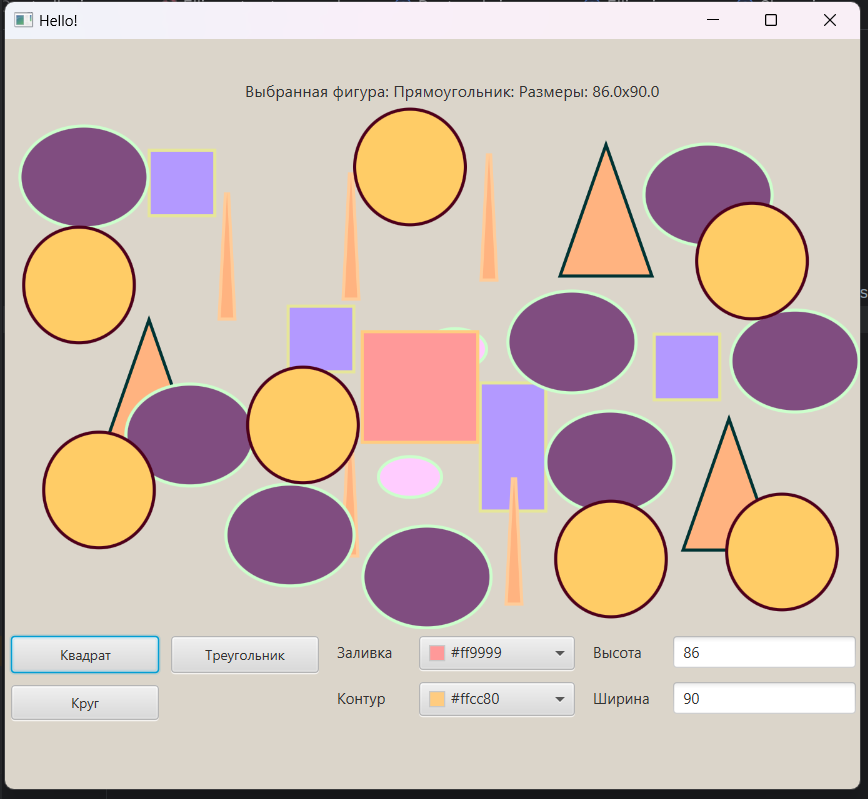 Hello!
Выбранная фигура: Прямоугольник: Размеры: 86.0x90.0
Квадрат
Треугольник
Заливка
#ff9999
Высота
86
Круг
Контур
#ffcc80
Ширина
90